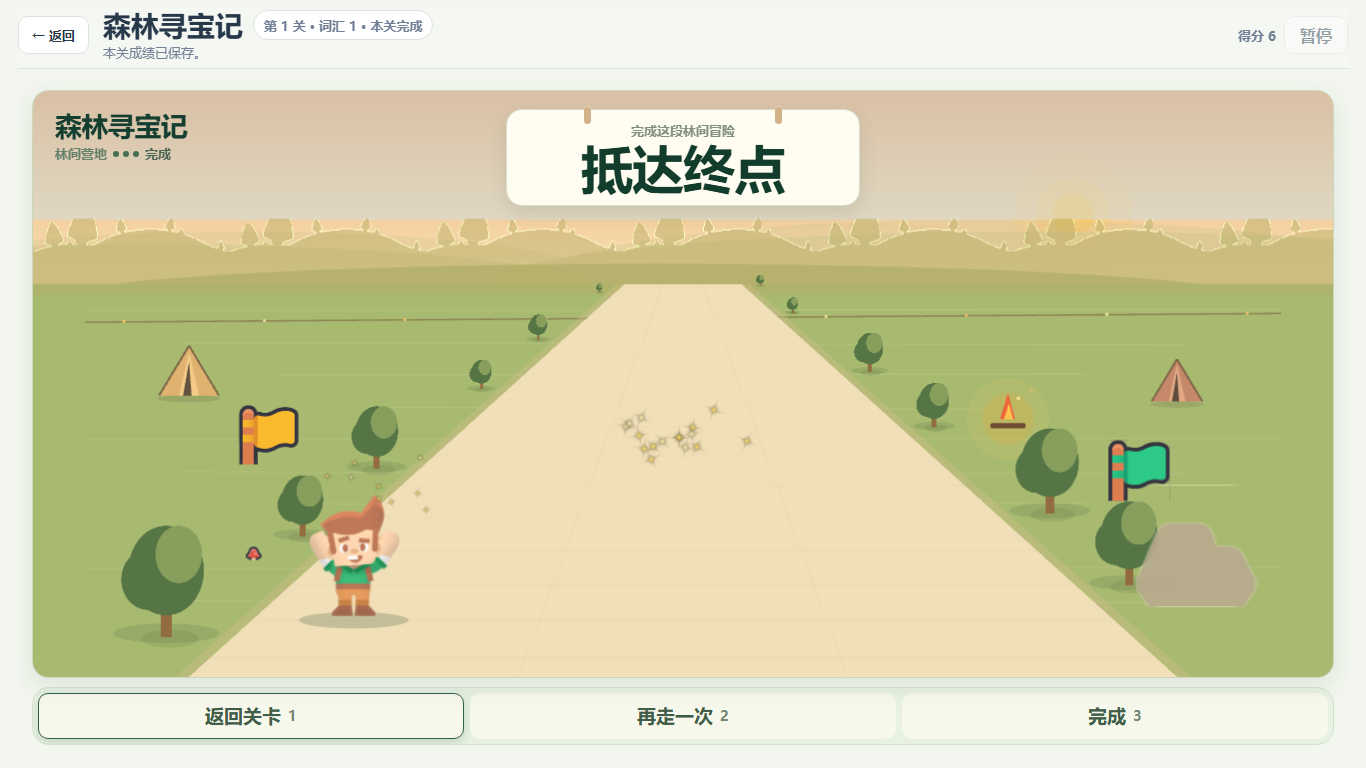 ← 返回
森林寻宝记
第 1 关 • 词汇 1 • 本关完成
本关成绩已保存。
得分 6
暂停
森林寻宝记
林间营地 ●●● 完成
完成这段林间冒险
抵达终点
返回关卡 1
再走一次 2
完成 3